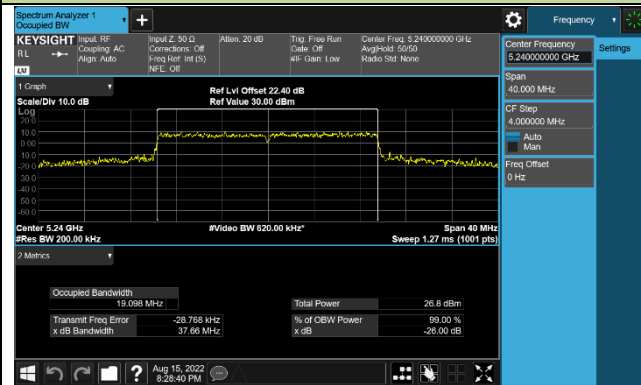 Spectrum Analyzer 1
Occupied BW
+
Frequency
KEYSIGHT
RL
LXI
Input: RF
Coupling: AC
Align: Auto
Input Z: 50 Ω
Corrections: Off
Freq Ref: Int (S)
NFE: Off
Atten: 20 dB
Trig: Free Run
Gate: Off
#IF Gain: Low
Center Freq: 5.240000000 GHz
Avg|Hold: 50/50
Radio Std: None
Center Frequency
5.240000000 GHz
Settings
Span
40.000 MHz
CF Step
4.000000 MHz
Auto
Man
Freq Offset
0 Hz
1 Graph
Scale/Div 10.0 dB
Ref Lvl Offset 22.40 dB
Ref Value 30.00 dBm
Log
20.0
10.0
0.00
-10.0
-20.0
-30.0
-40.0
-50.0
-60.0
Center 5.24 GHz
#Video BW 620.00 kHz*
Span 40 MHz
#Res BW 200.00 kHz
Sweep 1.27 ms (1001 pts)
2 Metrics
Occupied Bandwidth
19.098 MHz
Total Power
26.8 dBm
Transmit Freq Error
-28.768 kHz
% of OBW Power
99.00 %
x dB Bandwidth
37.66 MHz
x dB
-26.00 dB
?
Aug 15, 2022
8:28:40 PM